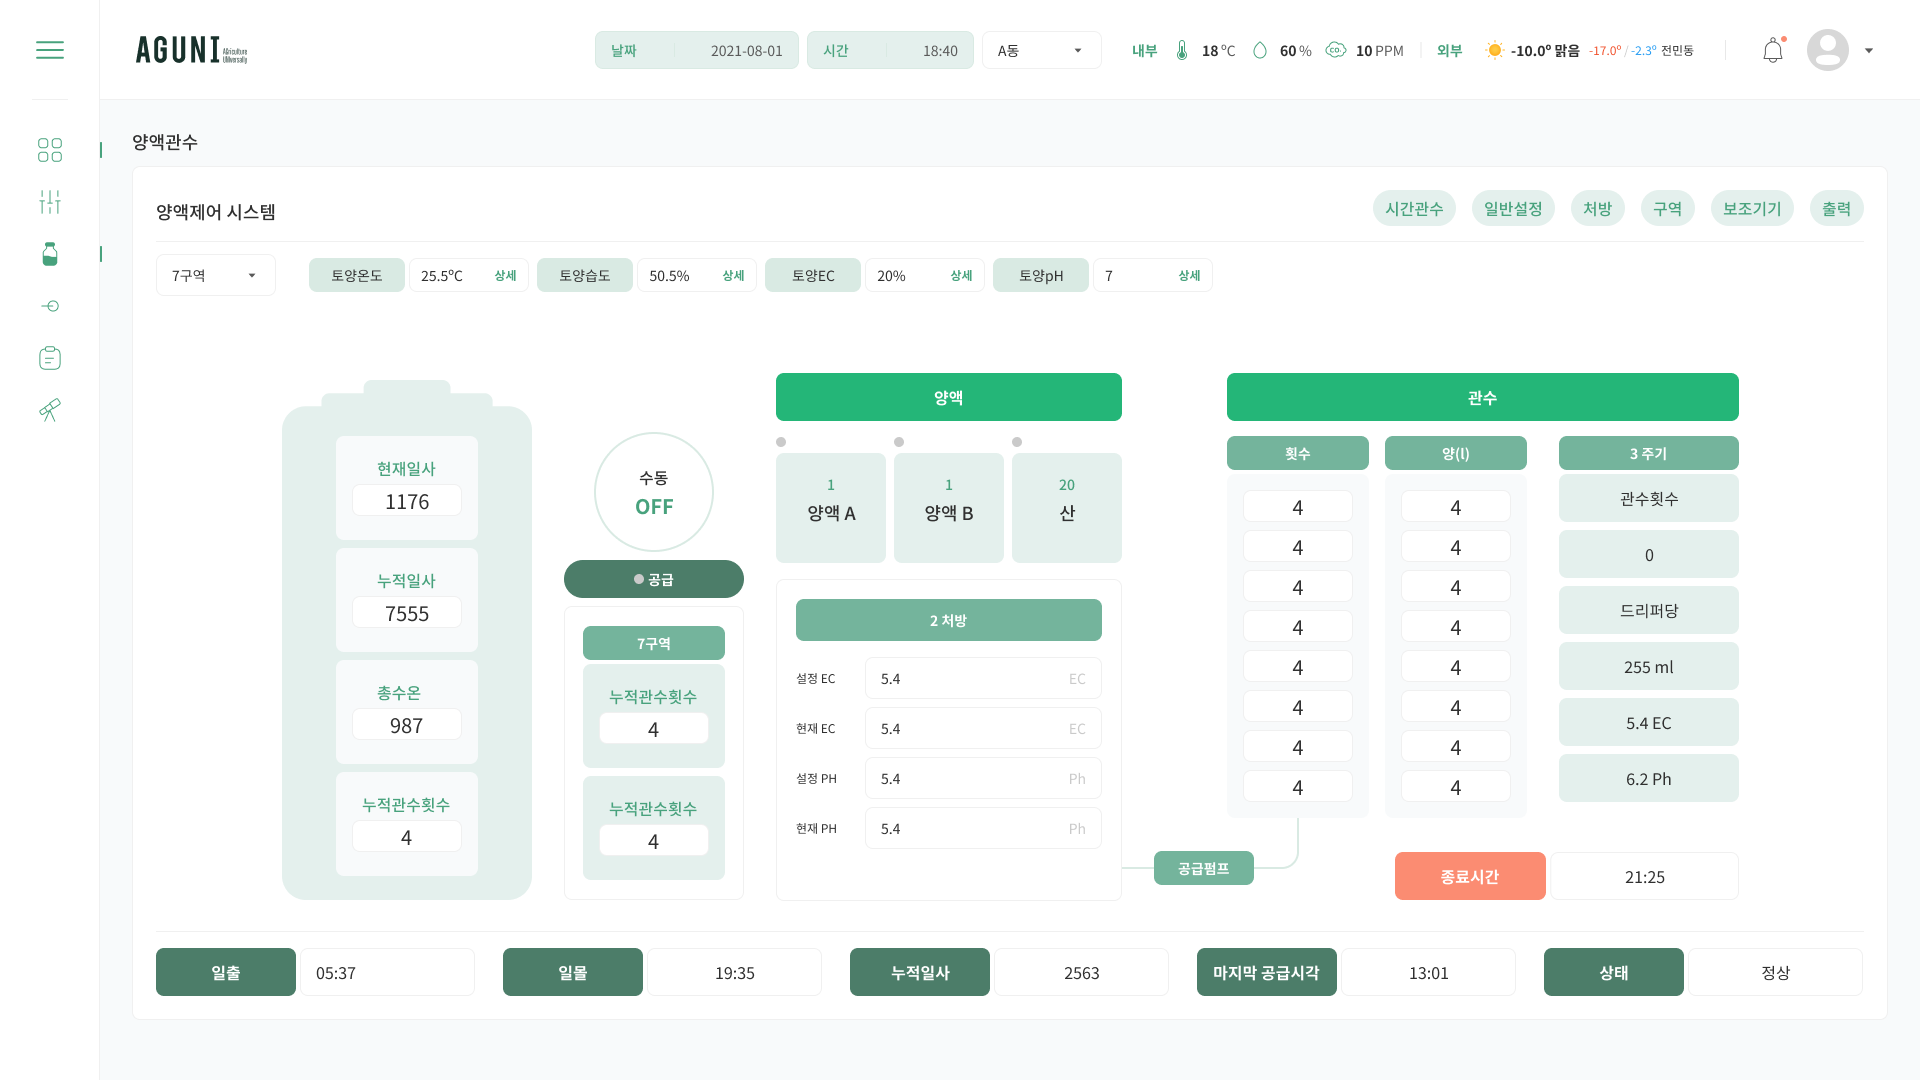 AGUNI
AGriculture
UNIversally
날짜 2021-08-01
시간 18:40
A동
내부 18 ºC 60 % CO₂ 10 PPM
외부 -10.0º 맑음 -17.0º / -2.3º 전민동
양액관수
양액제어 시스템
시간관수 일반설정 처방 구역 보조기기 출력
7구역
토양온도 25.5ºC 상세
토양습도 50.5% 상세
토양EC 20% 상세
토양pH 7 상세
현재일사
1176
누적일사
7555
총수온
987
누적관수횟수
4
수동
OFF
공급
7구역
누적관수횟수
4
누적관수횟수
4
양액
1
양액 A
1
양액 B
20
산
2 처방
설정 EC 5.4 EC
현재 EC 5.4 EC
설정 PH 5.4 Ph
현재 PH 5.4 Ph
공급펌프
관수
횟수 양(l)
4 4
4 4
4 4
4 4
4 4
4 4
4 4
4 4
3 주기
관수횟수
0
드리퍼당
255 ml
5.4 EC
6.2 Ph
종료시간 21:25
일출 05:37
일몰 19:35
누적일사 2563
마지막 공급시각 13:01
상태 정상